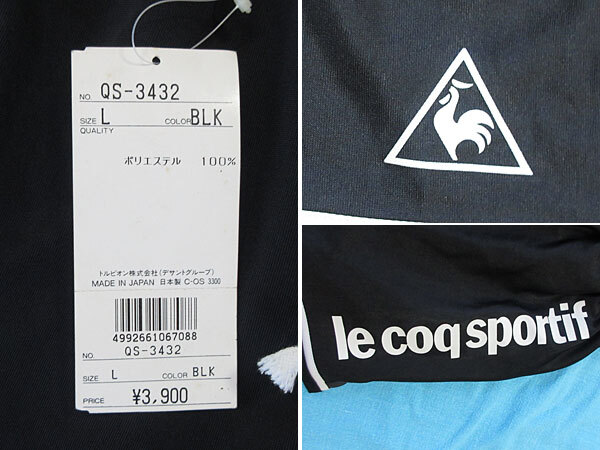 NO. QS-3432
SIZE L COLOR BLK
QUALITY
ポリエステル 100%
トルビオン株式会社(デサントグループ)
MADE IN JAPAN 日本製 C-OS 3300
4992661067088
NO. QS-3432
SIZE L COLOR BLK
PRICE ¥3,900
le coq sportif